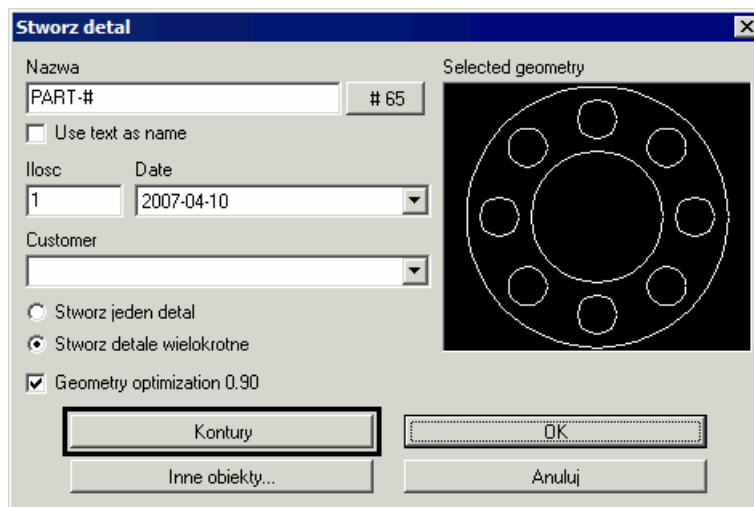 Stworz detal
Nazwa
Selected geometry
PART-#
# 65
Use text as name
Ilosc Date
1
2007-04-10
Customer
Stworz jeden detal
Stworz detale wielokrotne
Geometry optimization 0.90
Kontury
OK
Inne obiekty...
Anuluj